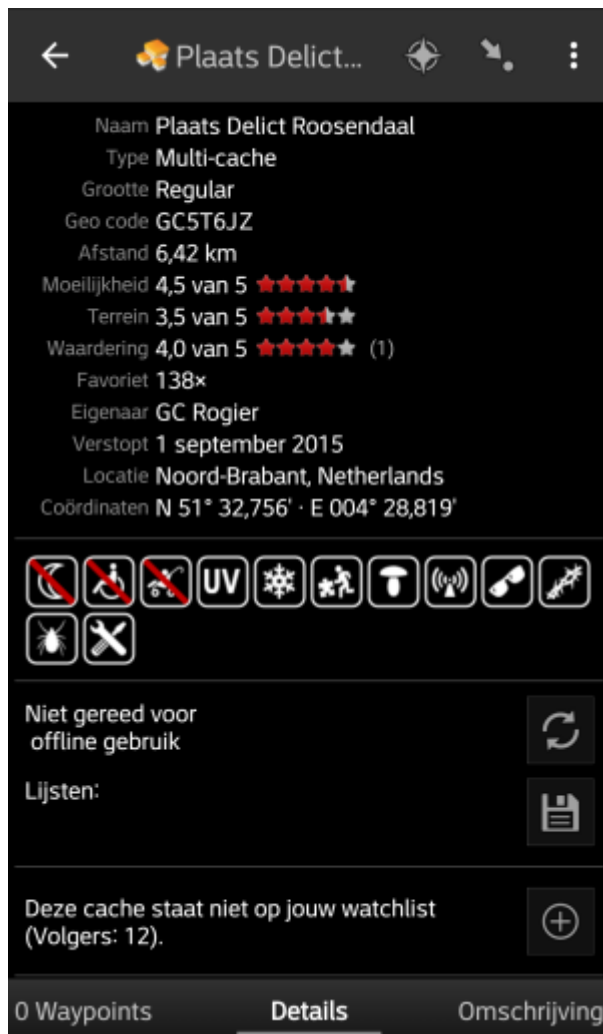 Plaats Delict...
Naam Plaats Delict Roosendaal
Type Multi-cache
Grootte Regular
Geo code GC5T6JZ
Afstand 6,42 km
Moeilijkheid 4,5 van 5
Terrein 3,5 van 5
Waardering 4,0 van 5 (1)
Favoriet 138×
Eigenaar GC Rogier
Verstopt 1 september 2015
Locatie Noord-Brabant, Netherlands
Coördinaten N 51° 32,756' · E 004° 28,819'
UV
Niet gereed voor
offline gebruik
Lijsten:
Deze cache staat niet op jouw watchlist
(Volgers: 12).
0 Waypoints Details Omschrijving